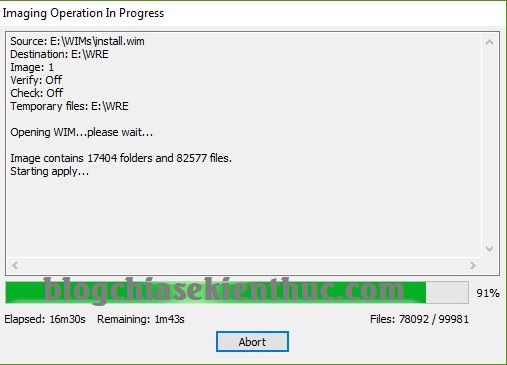 Imaging Operation In Progress
Source: E:\WIMs\install.wim
Destination: E:\WRE
Image: 1
Verify: Off
Check: Off
Temporary files: E:\WRE
Opening WIM...please wait...
Image contains 17404 folders and 82577 files.
Starting apply...
blogchiasekienthuc.com
91%
Elapsed: 16m30s Remaining: 1m43s Files: 78092 / 99981
Abort